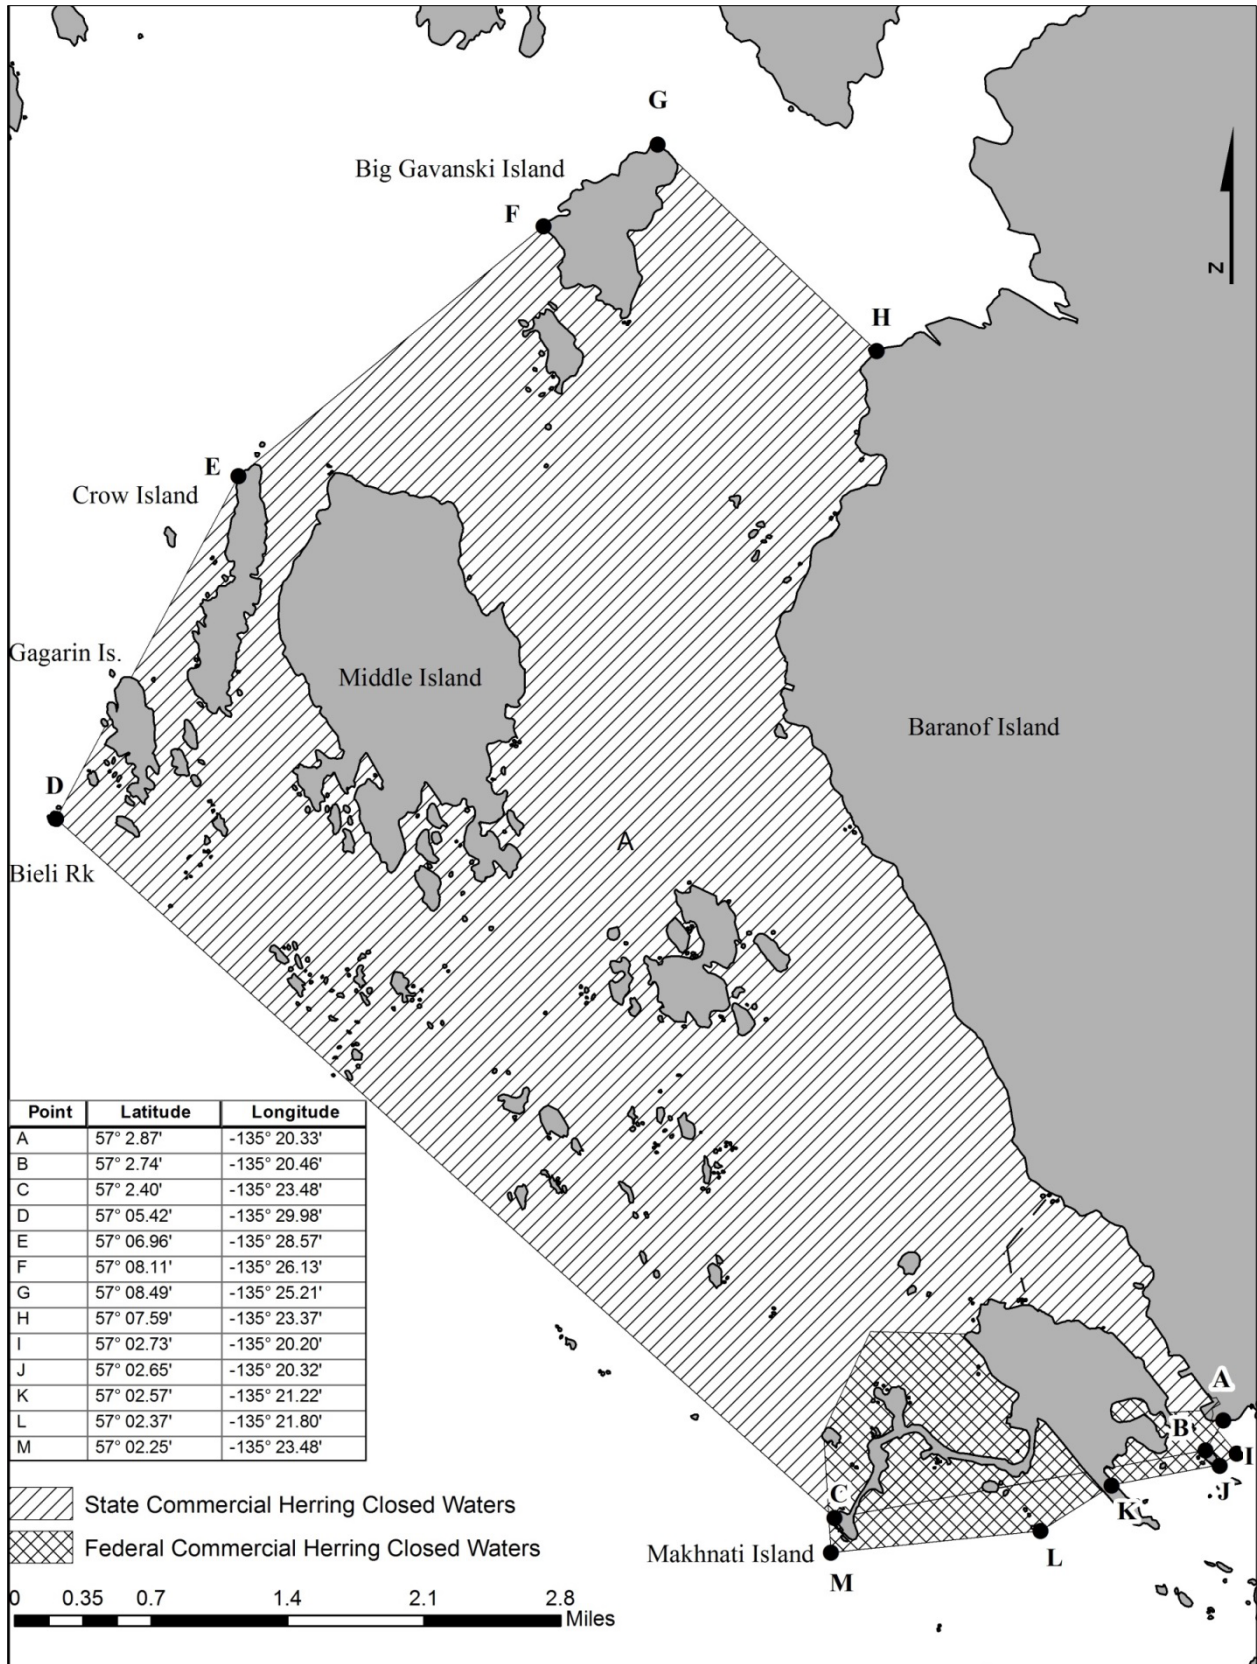 G
Big Gavanski Island
F
N
H
E
Crow Island
Gagarin Is.
Middle Island
Baranof Island
D
A
Bieli Rk
Point Latitude Longitude
A 57° 2.87' -135° 20.33'
B 57° 2.74' -135° 20.46'
C 57° 2.40' -135° 23.48'
D 57° 05.42' -135° 29.98'
E 57° 06.96' -135° 28.57'
F 57° 08.11' -135° 26.13'
G 57° 08.49' -135° 25.21'
H 57° 07.59' -135° 23.37'
I 57° 02.73' -135° 20.20'
J 57° 02.65' -135° 20.32'
K 57° 02.57' -135° 21.22'
L 57° 02.37' -135° 21.80'
M 57° 02.25' -135° 23.48'
A
B
I
J
C
K
State Commercial Herring Closed Waters
Federal Commercial Herring Closed Waters
Makhnati Island
L
M
0 0.35 0.7 1.4 2.1 2.8
Miles